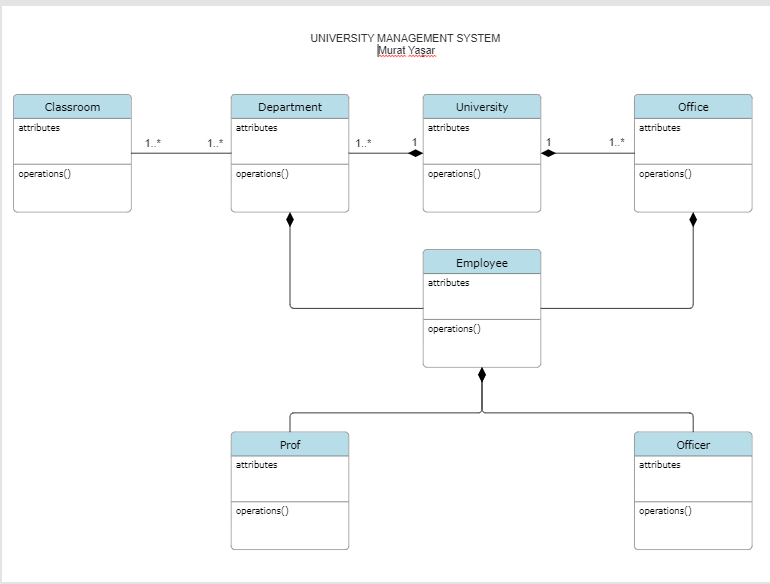 UNIVERSITY MANAGEMENT SYSTEM
Murat Yaşar
Classroom
attributes
operations()
1..*
1..*
Department
attributes
operations()
1..*
1
University
attributes
operations()
1
1..*
Office
attributes
operations()
Employee
attributes
operations()
Prof
attributes
operations()
Officer
attributes
operations()